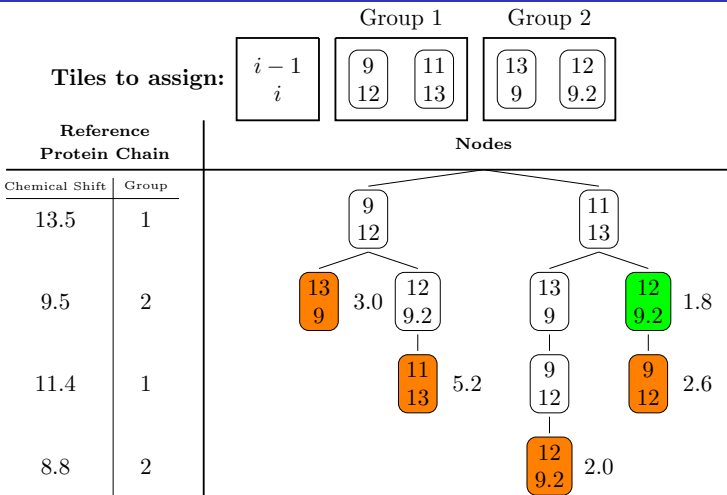 Group 1 Group 2
Tiles to assign: i − 1 9 11 13 12
i 12 13 9 9.2
Reference
Protein Chain
Nodes
Chemical Shift Group
9 11
13.5 1
12 13
13 12 13 12
9.5 2 3.0 1.8
9 9.2 9 9.2
11 9 9
11.4 1 5.2 2.6
13 12 12
12
8.8 2 2.0
9.2